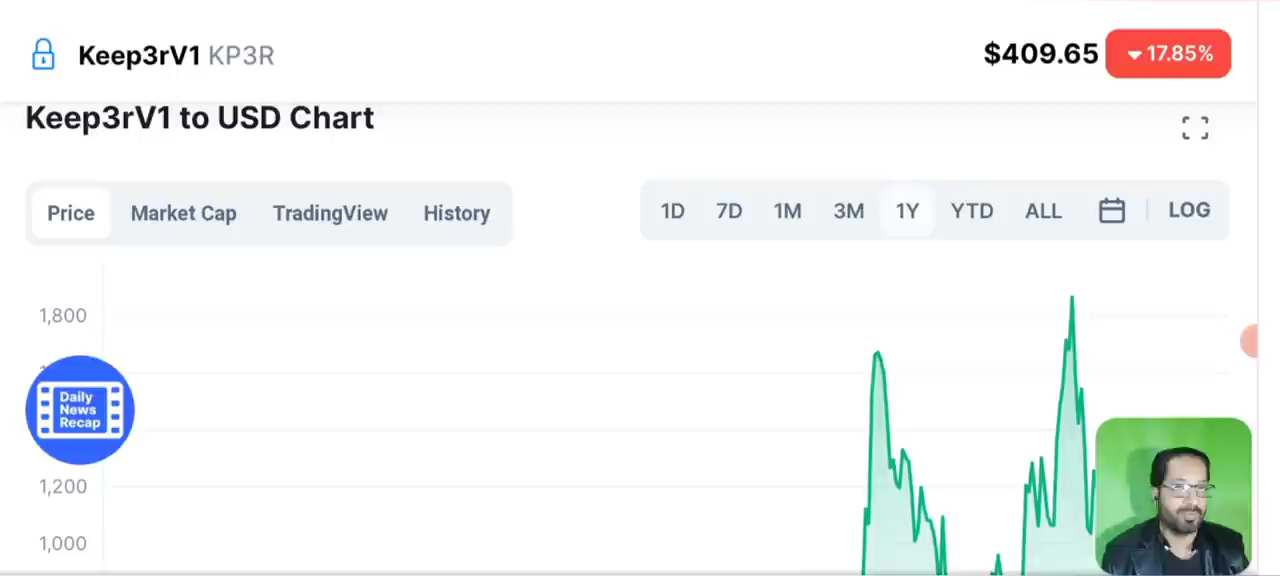 Keep3rV1 KP3R
$409.65 17.85%
Keep3rV1 to USD Chart
Price Market Cap TradingView History
1D 7D 1M 3M 1Y YTD ALL LOG
1,800
Daily
News
Recap
1,200
1,000